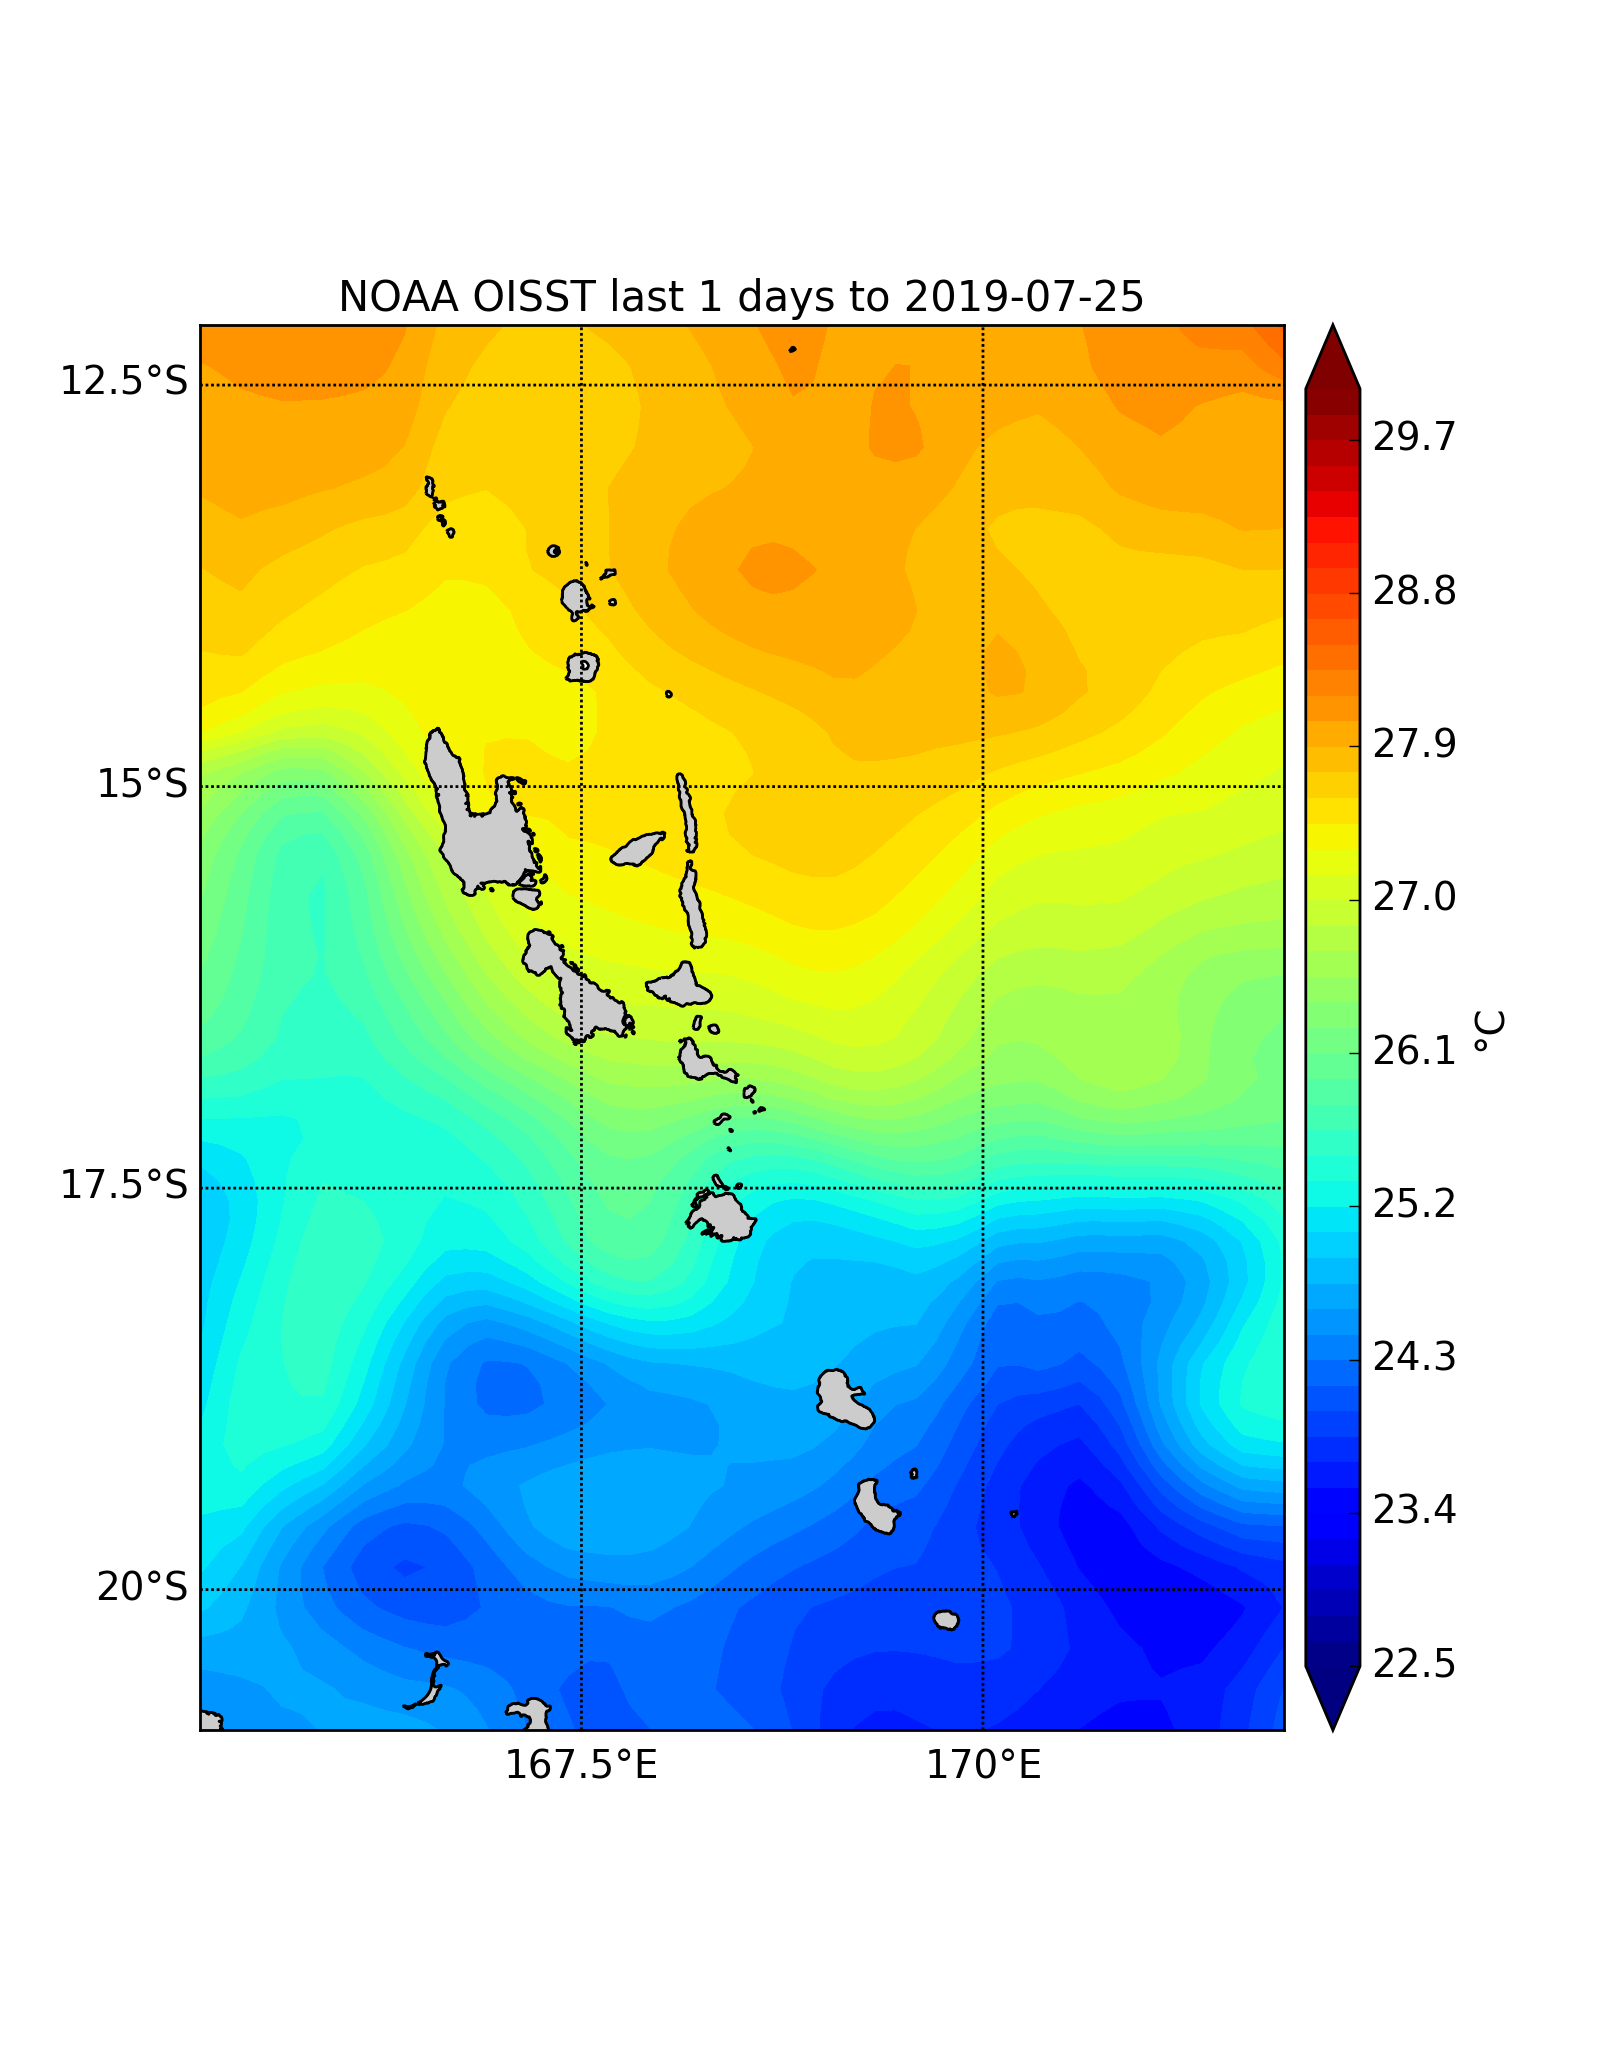 NOAA OISST last 1 days to 2019-07-25
12.5°S
15°S
17.5°S
20°S
167.5°E
170°E
29.7
28.8
27.9
27.0
26.1
25.2
24.3
23.4
22.5
°C